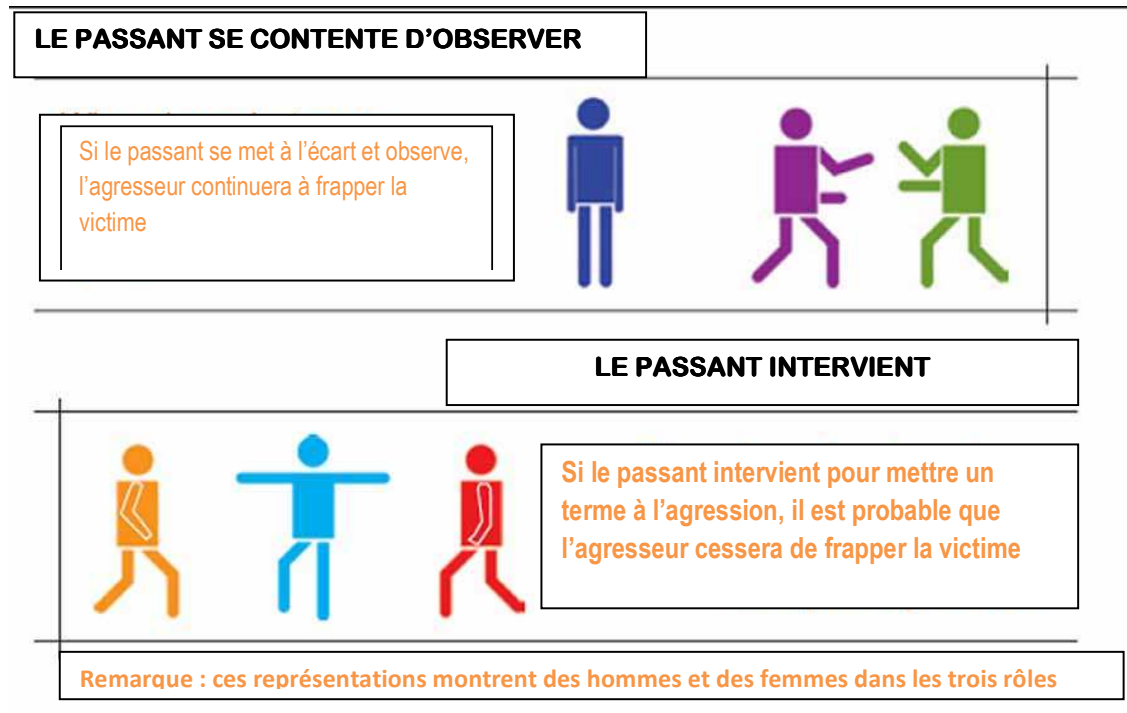 LE PASSANT SE CONTENTE D’OBSERVER
Si le passant se met à l’écart et observe,
l’agresseur continuera à frapper la
victime
LE PASSANT INTERVIENT
Si le passant intervient pour mettre un
terme à l’agression, il est probable que
l’agresseur cessera de frapper la victime
Remarque : ces représentations montrent des hommes et des femmes dans les trois rôles